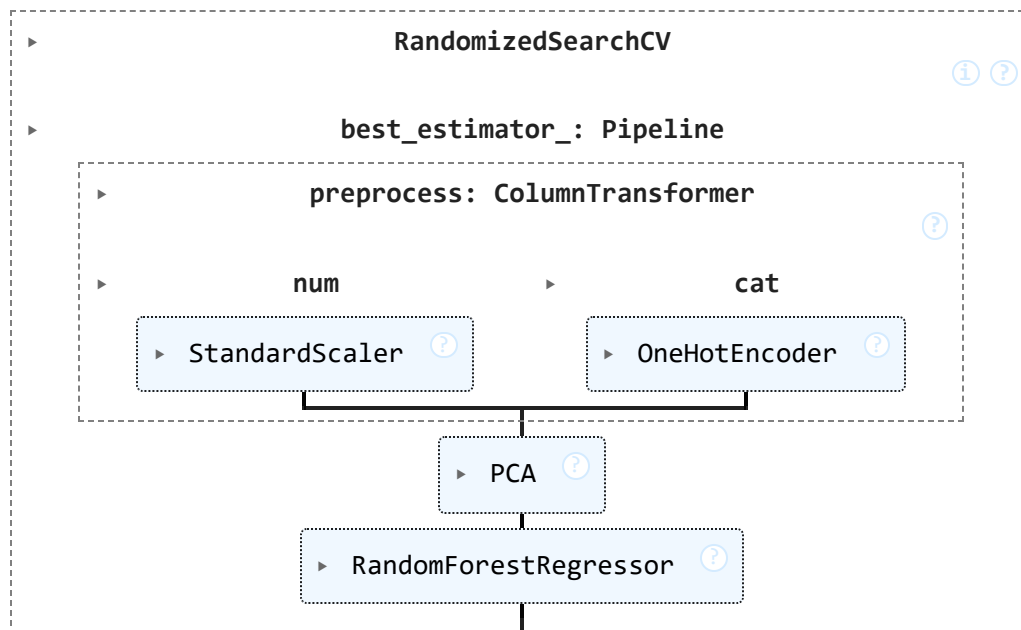 RandomizedSearchCV
i ?
best_estimator_: Pipeline
preprocess: ColumnTransformer
?
num cat
StandardScaler ? OneHotEncoder ?
PCA ?
RandomForestRegressor ?